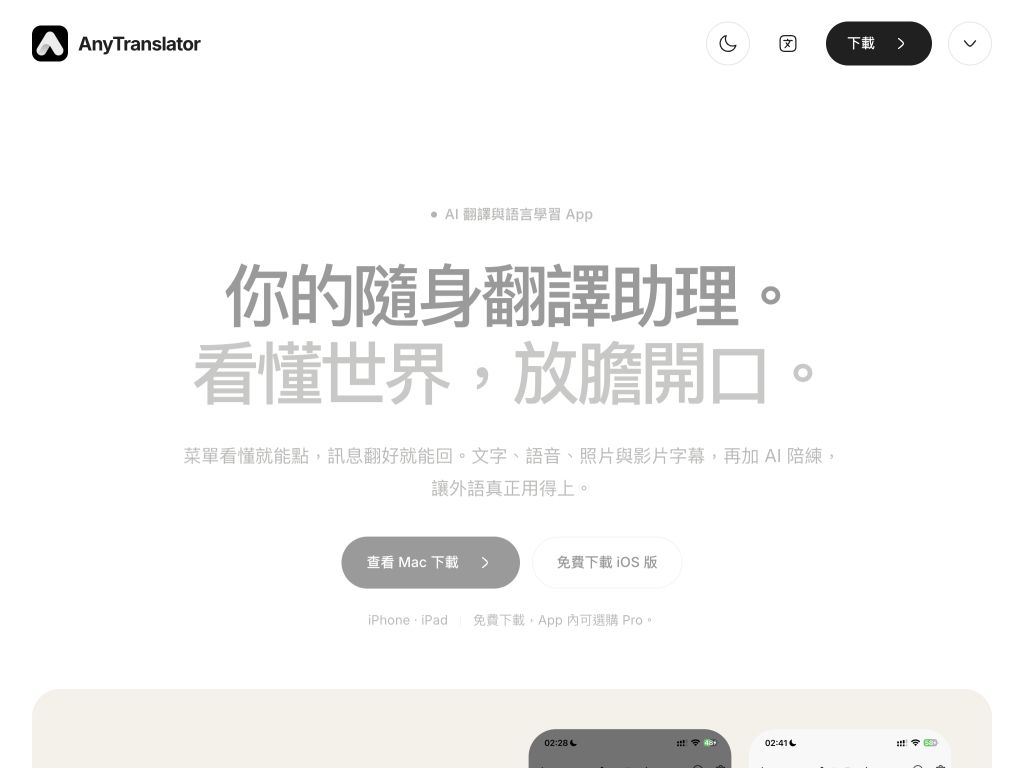 AnyTranslator
下載
AI 翻譯與語言學習 App
你的隨身翻譯助理。
看懂世界，放膽開口。
菜單看懂就能點，訊息翻好就能回。文字、語音、照片與影片字幕，再加 AI 陪練，
讓外語真正用得上。
查看 Mac 下載
免費下載 iOS 版
iPhone · iPad
免費下載，App 內可選購 Pro。
02:28
02:41